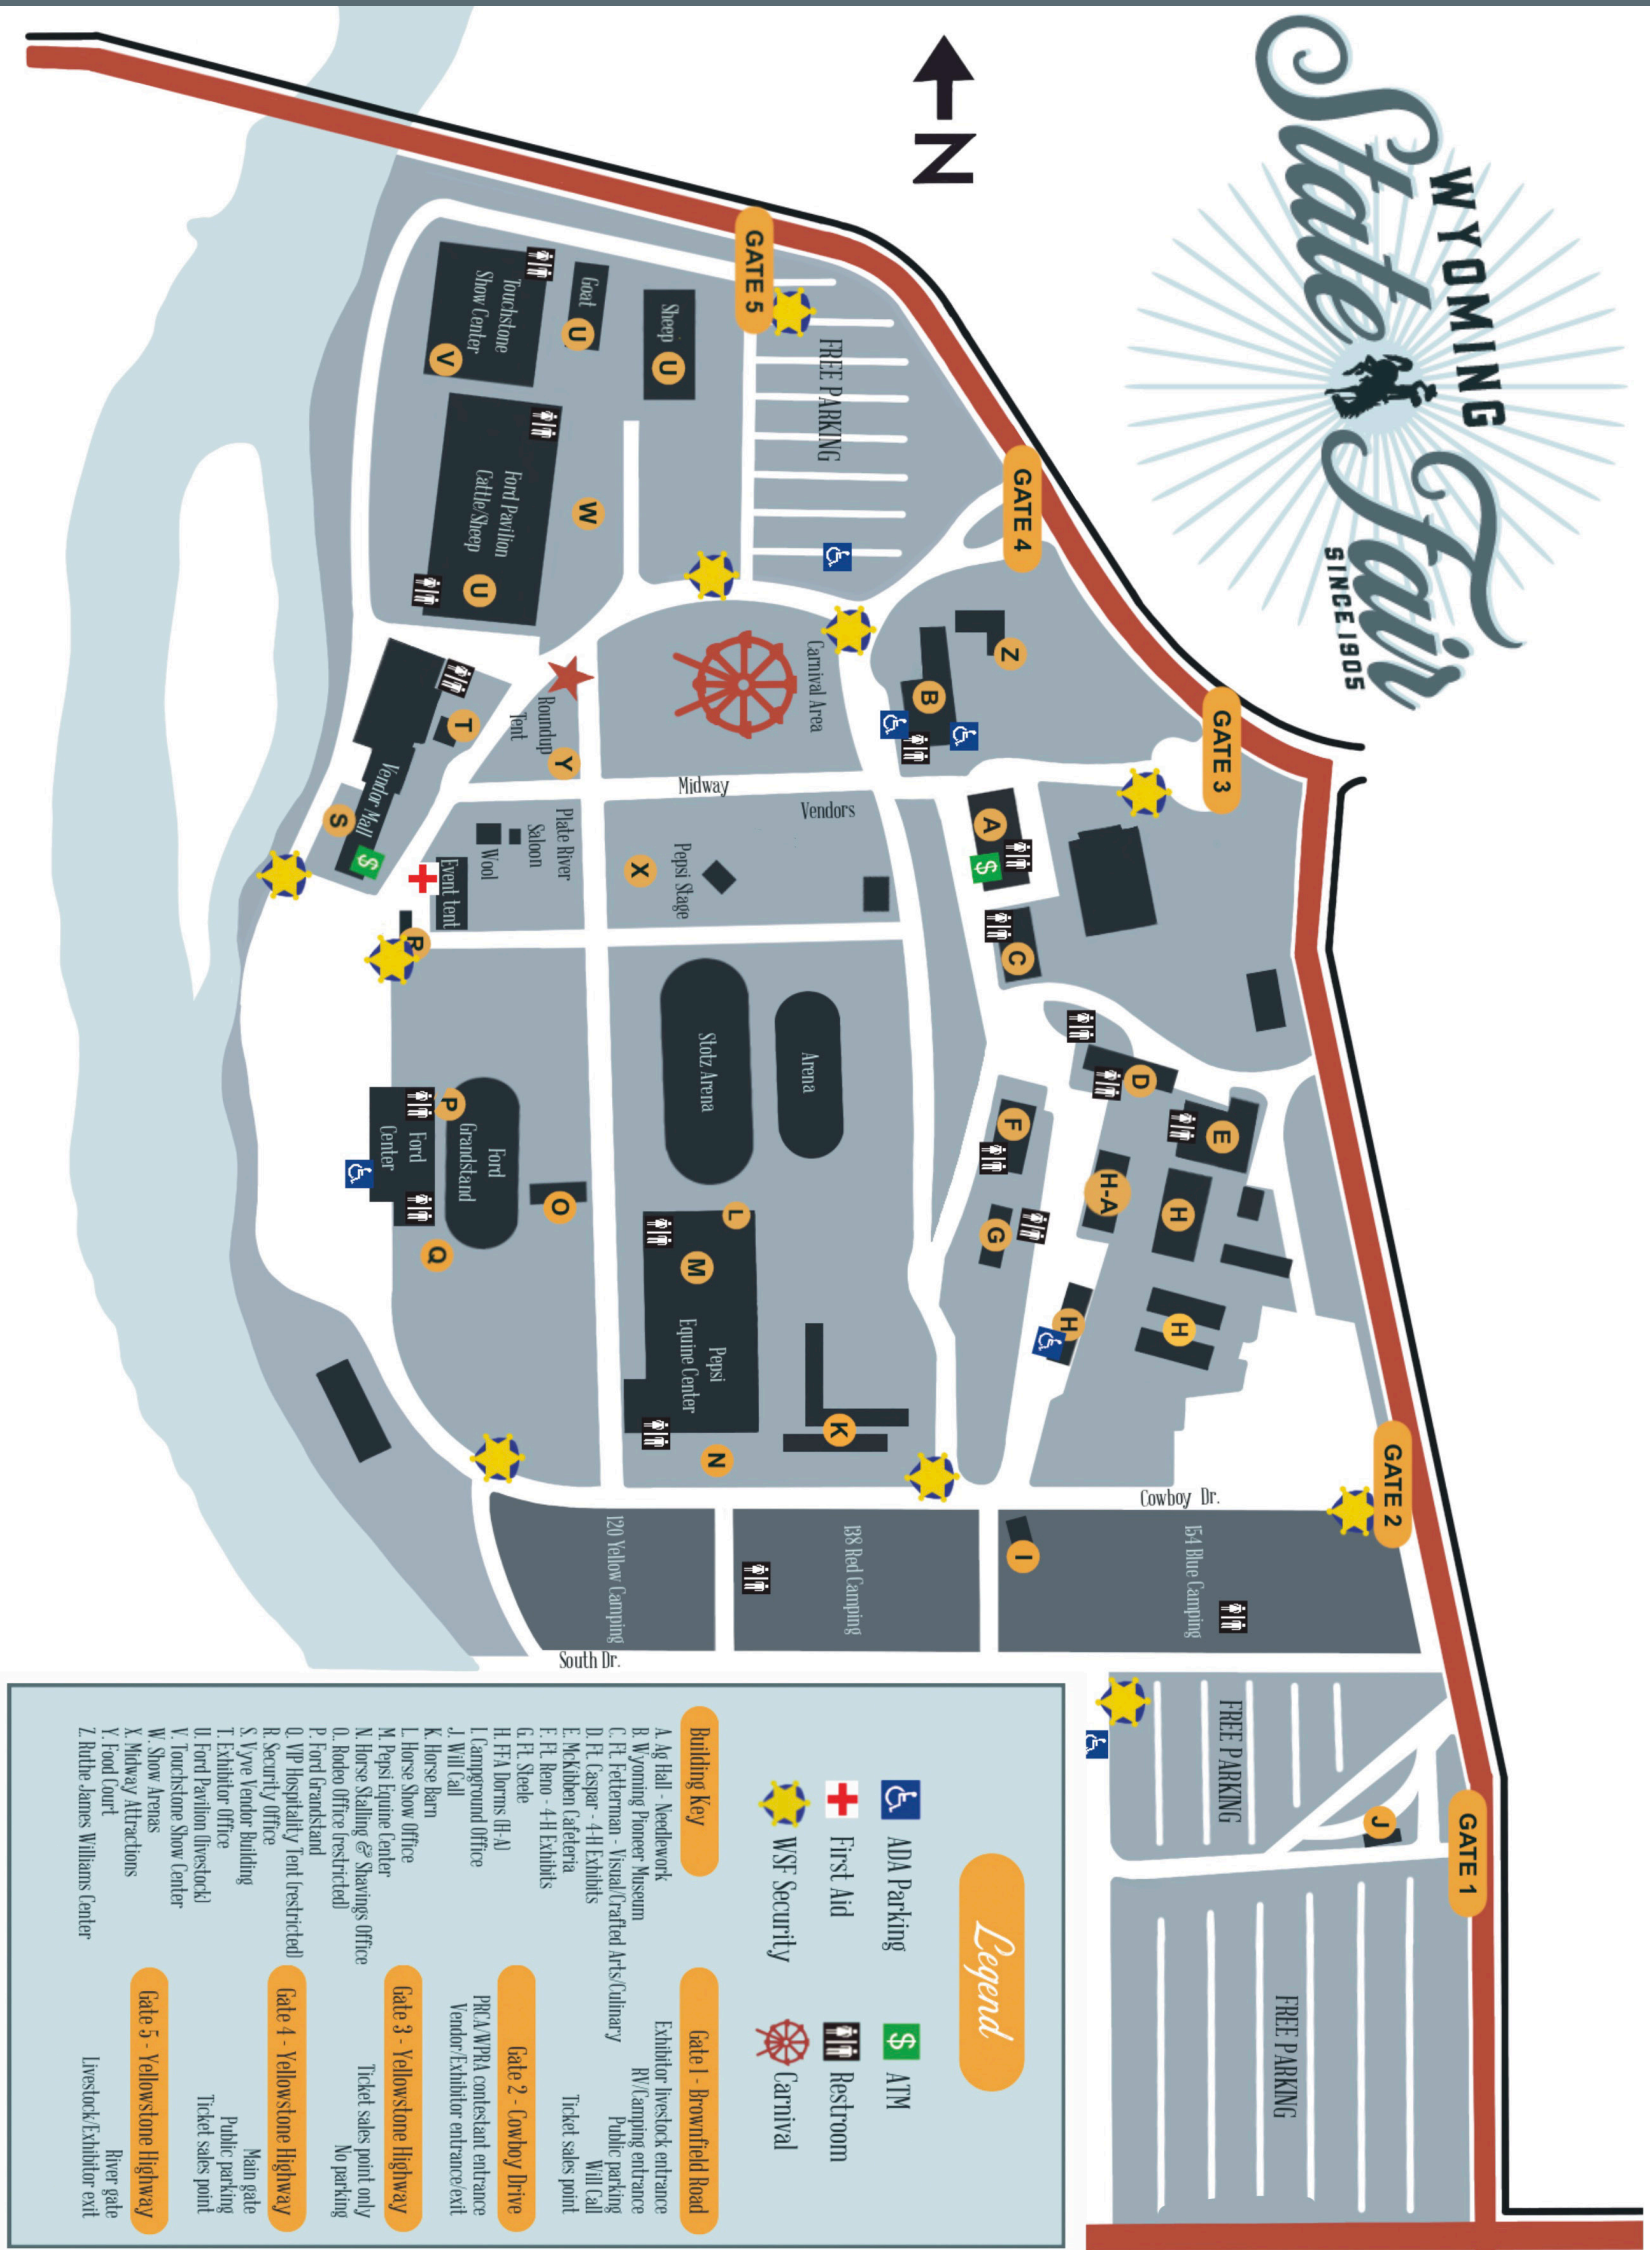 WYOMING
State Fair
SINCE 1905
N
GATE 5
GATE 4
GATE 3
GATE 2
GATE 1
FREE PARKING
Sheep
U
Goat
U
Touchstone
Show Center
V
Ford Pavilion
Cattle/Sheep
U
W
Z
B
Carnival Area
Roundup
Tent
Y
T
Vendor Mall
S
$
Midway
Vendors
A
$
C
Plate River
Saloon
Wool
Event tent
R
Pepsi Stage
X
Arena
Stotz Arena
Ford
Grandstand
P
Ford
Center
O
Q
D
E
F
G
H-A
H
H
H
L
M
Pepsi
Equine Center
K
N
Cowboy Dr.
120 Yellow Camping
138 Red Camping
154 Blue Camping
I
South Dr.
FREE PARKING
J
FREE PARKING
Legend
ADA Parking
First Aid
WSF Security
$ ATM
Restroom
Carnival
Building Key
A. Ag Hall - Needlework
B. Wyoming Pioneer Museum
C. Ft. Fetterman - Visual/Crafted Arts/Culinary
D. Ft. Caspar - 4-H Exhibits
E. McKibben Cafeteria
F. Ft. Reno - 4-H Exhibits
G. Ft. Steele
H. FFA Dorms (H-A)
I. Campground Office
J. Will Call
K. Horse Barn
L. Horse Show Office
M. Pepsi Equine Center
N. Horse Stalling & Shavings Office
O.. Rodeo Office (restricted)
P. Ford Grandstand
Q. VIP Hospitality Tent (restricted)
R. Security Office
S. Vyve Vendor Building
T. Exhibitor Office
U. Ford Pavilion (livestock)
V. Touchstone Show Center
W. Show Arenas
X. Midway Attractions
Y. Food Court
Z. Ruthe James Williams Center
Gate 1 - Brownfield Road
Exhibitor livestock entrance
RV/Camping entrance
Public parking
Will Call
Ticket sales point
Gate 2 - Cowboy Drive
PRCA/WPRA contestant entrance
Vendor/Exhibitor entrance/exit
Gate 3 - Yellowstone Highway
Ticket sales point only
No parking
Gate 4 - Yellowstone Highway
Main gate
Public parking
Ticket sales point
Gate 5 - Yellowstone Highway
River gate
Livestock/Exhibitor exit